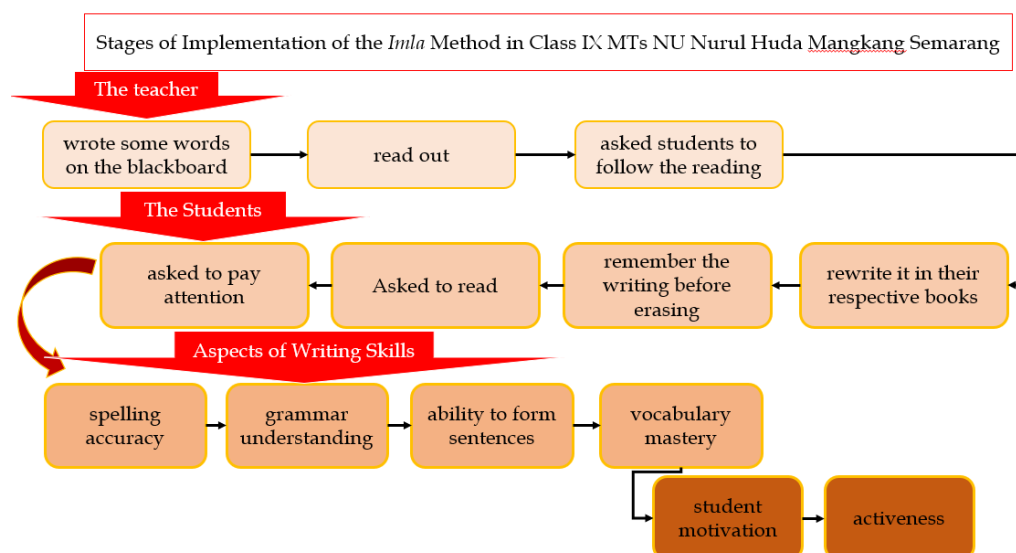 Stages of Implementation of the Imla Method in Class IX MTs NU Nurul Huda Mangkang Semarang
The teacher
wrote some words
on the blackboard
read out
asked students to
follow the reading
The Students
asked to pay
attention
Asked to read
remember the
writing before
erasing
rewrite it in their
respective books
Aspects of Writing Skills
spelling
accuracy
grammar
understanding
ability to form
sentences
vocabulary
mastery
student
motivation
activeness